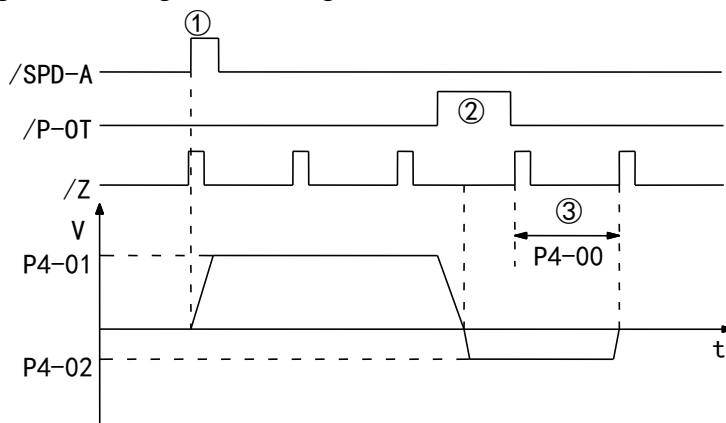 ①
/SPD-A
②
/P-OT
/Z
③
V
P4-01
P4-00
t
P4-02